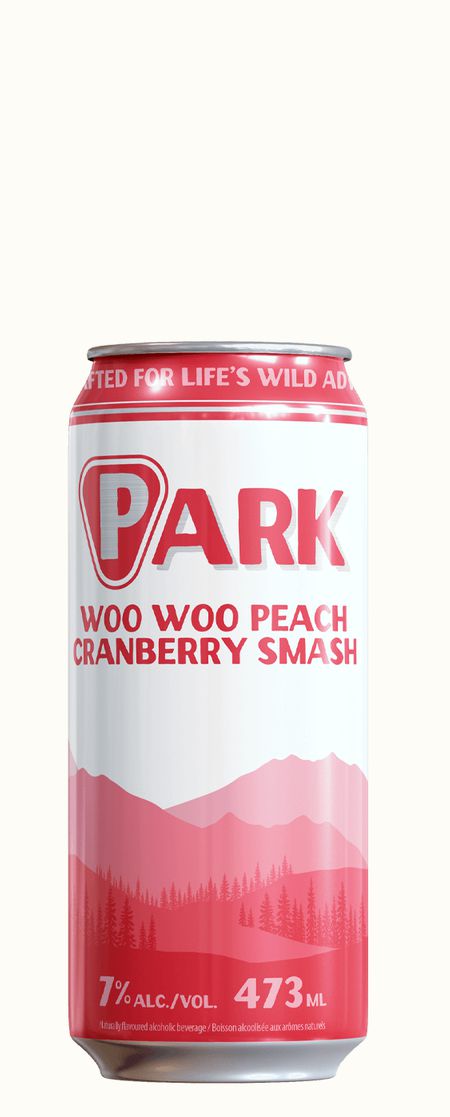 FTED FOR LIFE'S WILD AD
PARK
WOO WOO PEACH
CRANBERRY SMASH
7% ALC./VOL. 473 ML
Naturally flavoured alcoholic beverage / Boisson alcoolisée aux arômes naturels